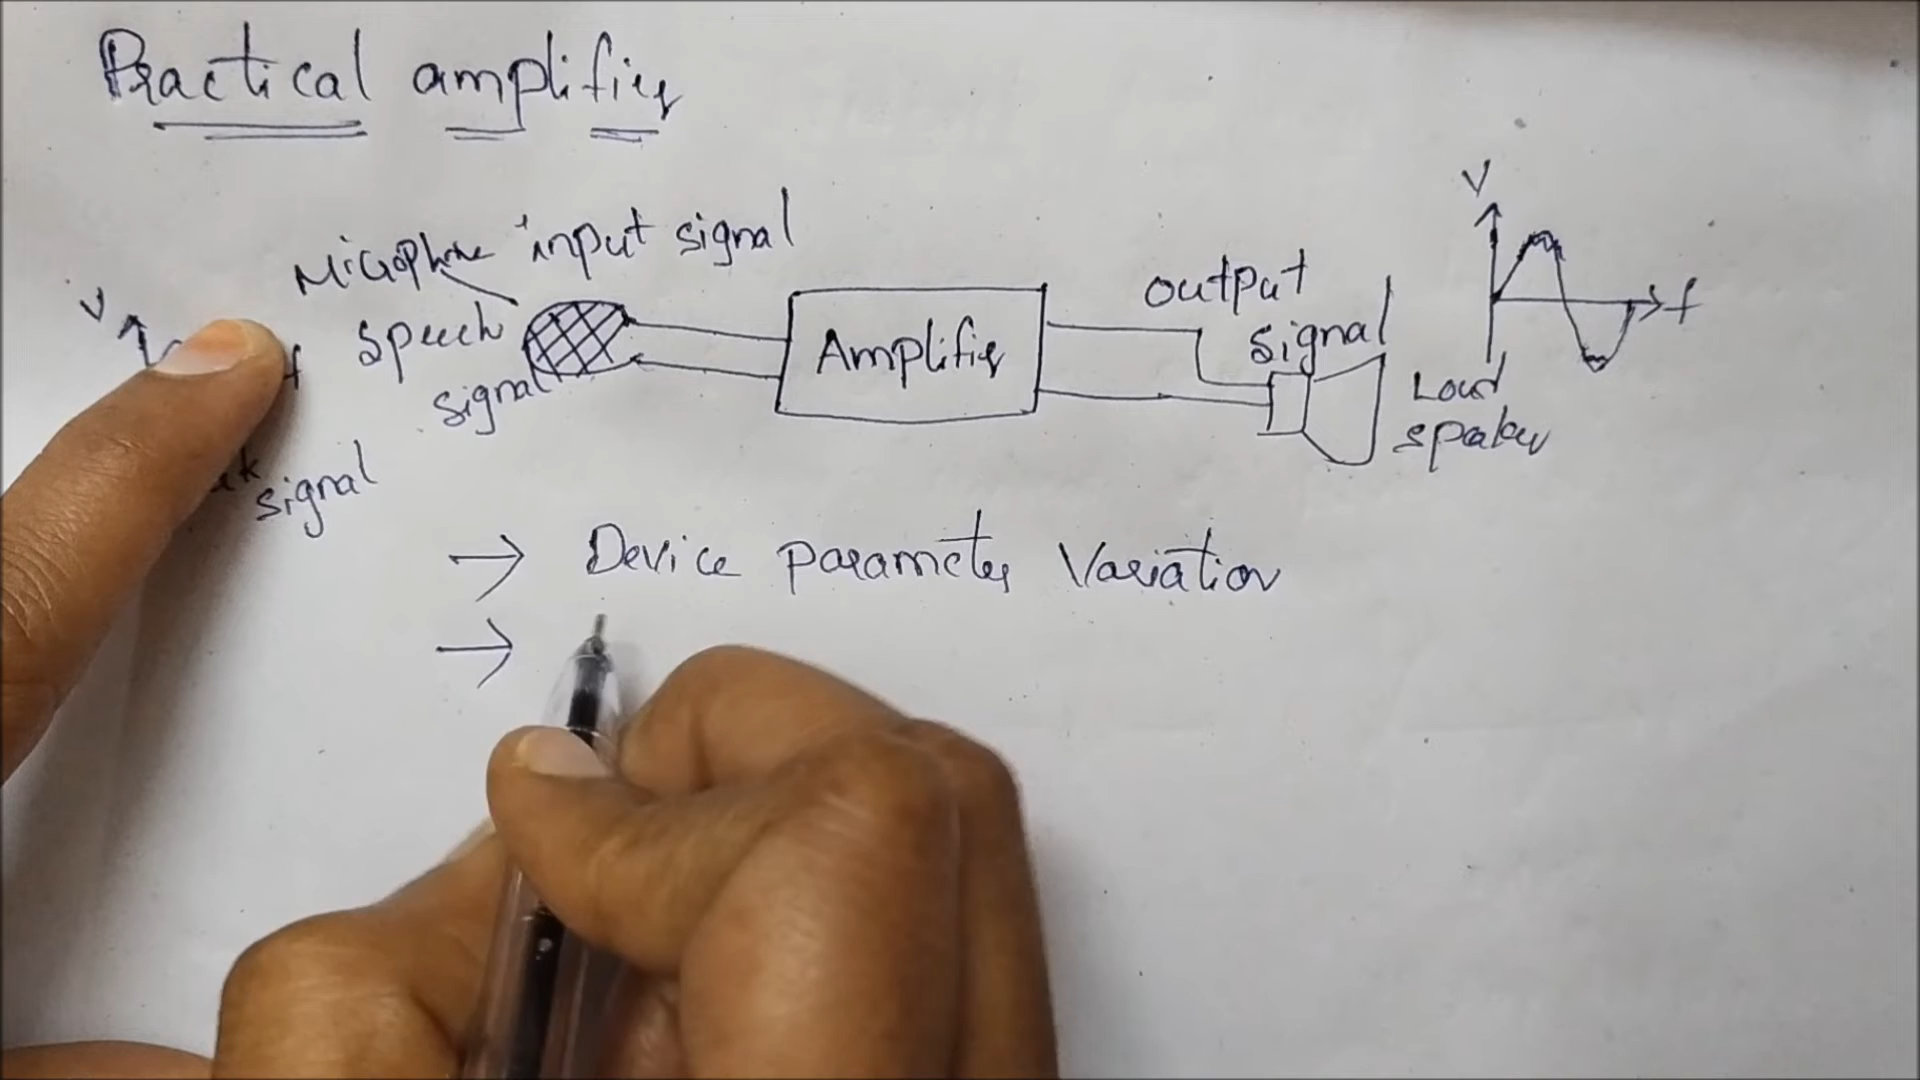 Practical amplifier
Microphone input signal
V
speech
signal
f
signal
Amplifier
output
signal
V
f
Loud
speaker
→ Device parameter Variation
→